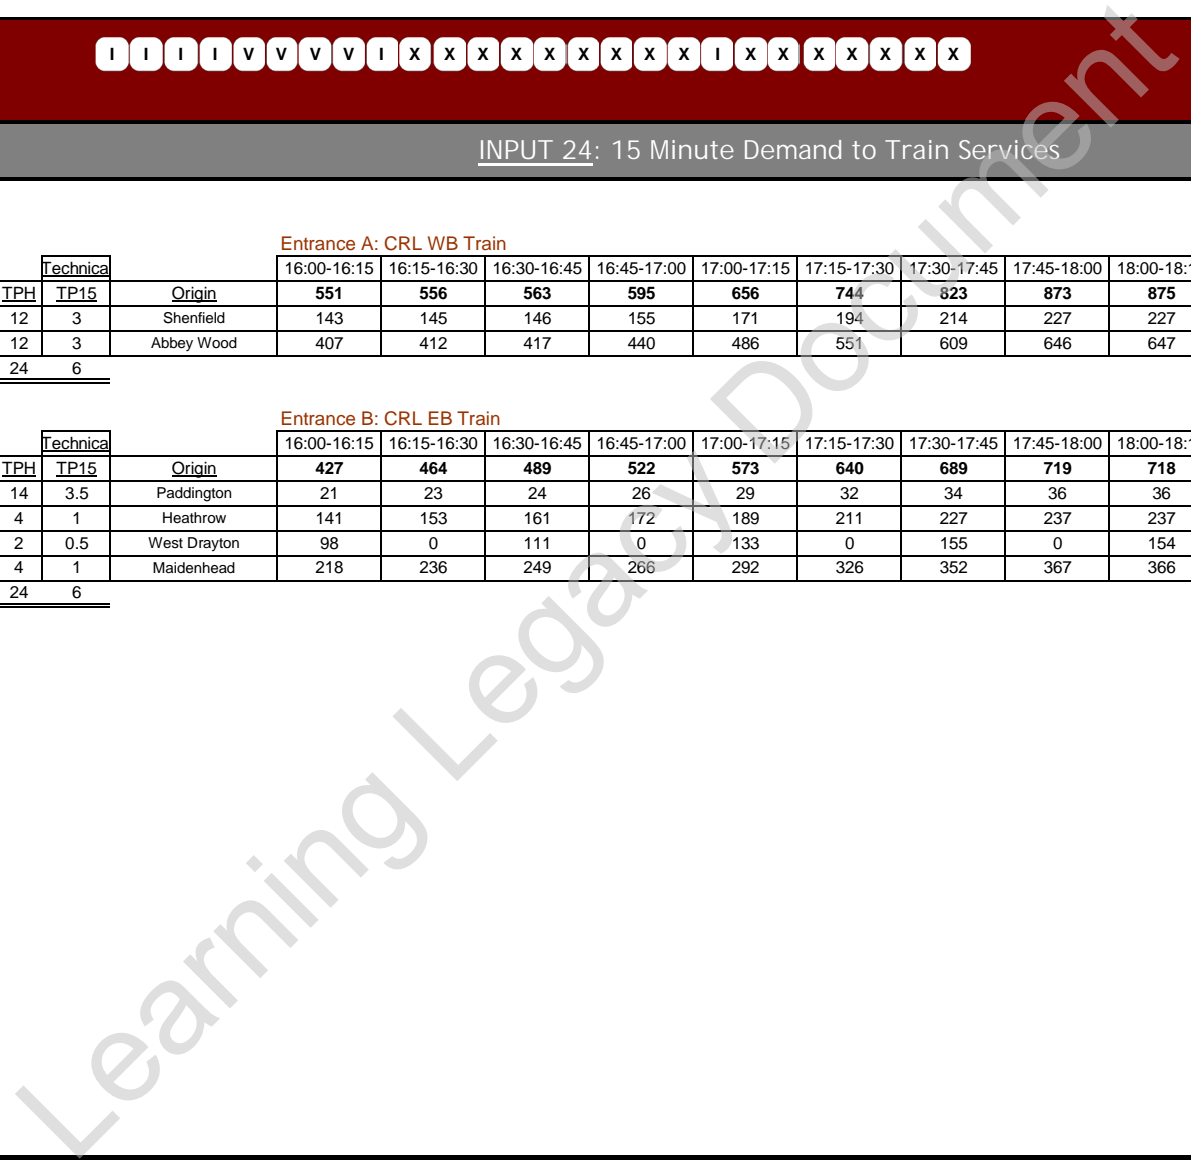 I I I I V V V V I X X X X X X X X X I X X X X X X X
INPUT 24: 15 Minute Demand to Train Services
Entrance A: CRL WB Train
Technica 16:00-16:15 16:15-16:30 16:30-16:45 16:45-17:00 17:00-17:15 17:15-17:30 17:30-17:45 17:45-18:00 18:00-18:1
TPH TP15 Origin 551 556 563 595 656 744 823 873 875
12 3 Shenfield 143 145 146 155 171 194 214 227 227
12 3 Abbey Wood 407 412 417 440 486 551 609 646 647
24 6
Entrance B: CRL EB Train
Technica 16:00-16:15 16:15-16:30 16:30-16:45 16:45-17:00 17:00-17:15 17:15-17:30 17:30-17:45 17:45-18:00 18:00-18:1
TPH TP15 Origin 427 464 489 522 573 640 689 719 718
14 3.5 Paddington 21 23 24 26 29 32 34 36 36
4 1 Heathrow 141 153 161 172 189 211 227 237 237
2 0.5 West Drayton 98 0 111 0 133 0 155 0 154
4 1 Maidenhead 218 236 249 266 292 326 352 367 366
24 6
Learning Legacy Document